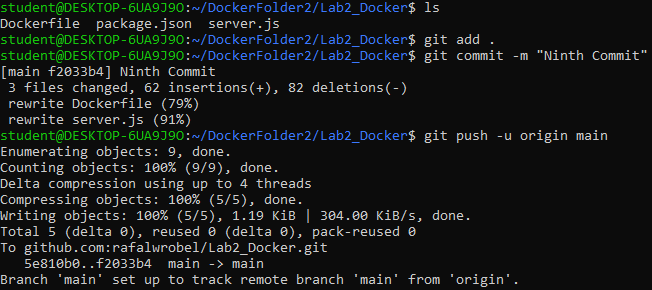 student@DESKTOP-6UA9J9O:~/DockerFolder2/Lab2_Docker$ ls
Dockerfile  package.json  server.js
student@DESKTOP-6UA9J9O:~/DockerFolder2/Lab2_Docker$ git add .
student@DESKTOP-6UA9J9O:~/DockerFolder2/Lab2_Docker$ git commit -m "Ninth Commit"
[main f2033b4] Ninth Commit
 3 files changed, 62 insertions(+), 82 deletions(-)
 rewrite Dockerfile (79%)
 rewrite server.js (91%)
student@DESKTOP-6UA9J9O:~/DockerFolder2/Lab2_Docker$ git push -u origin main
Enumerating objects: 9, done.
Counting objects: 100% (9/9), done.
Delta compression using up to 4 threads
Compressing objects: 100% (5/5), done.
Writing objects: 100% (5/5), 1.19 KiB | 304.00 KiB/s, done.
Total 5 (delta 0), reused 0 (delta 0), pack-reused 0
To github.com:rafalwrobel/Lab2_Docker.git
   5e810b0..f2033b4  main -> main
Branch 'main' set up to track remote branch 'main' from 'origin'.